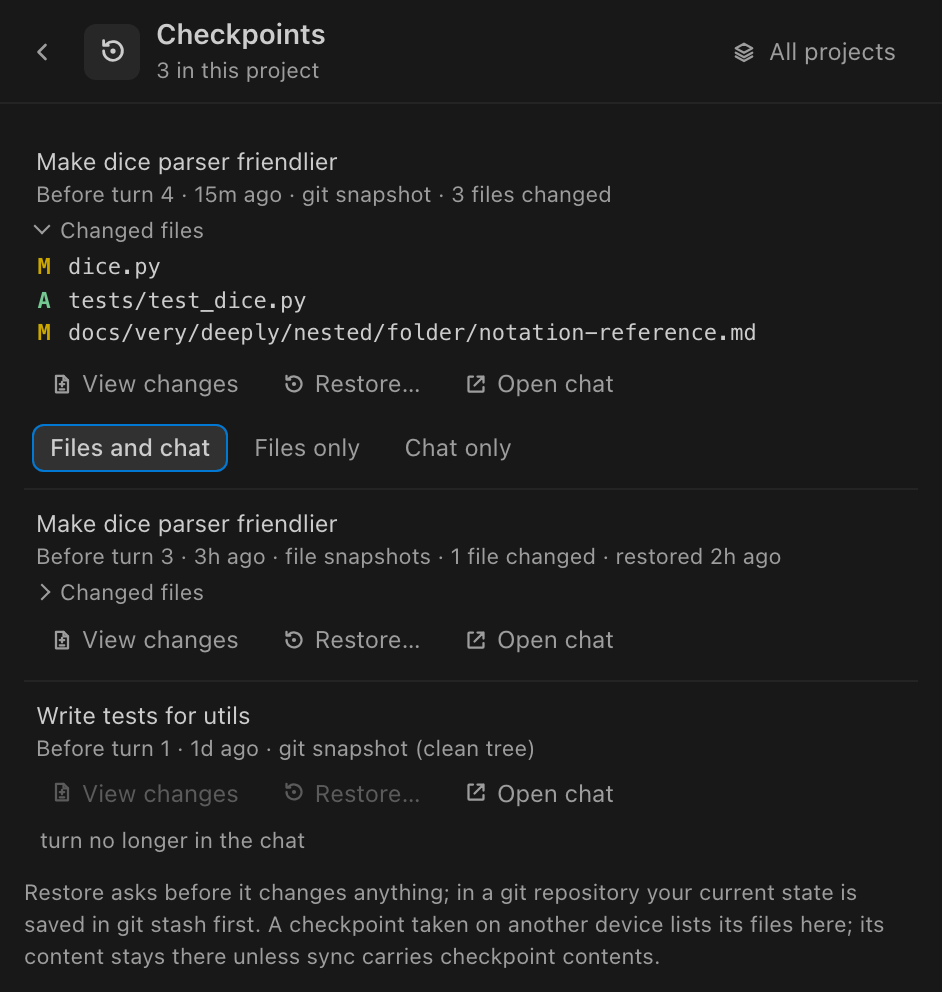 Checkpoints
3 in this project
All projects
Make dice parser friendlier
Before turn 4 · 15m ago · git snapshot · 3 files changed
Changed files
M dice.py
A tests/test_dice.py
M docs/very/deeply/nested/folder/notation-reference.md
View changes Restore... Open chat
Files and chat Files only Chat only
Make dice parser friendlier
Before turn 3 · 3h ago · file snapshots · 1 file changed · restored 2h ago
Changed files
View changes Restore... Open chat
Write tests for utils
Before turn 1 · 1d ago · git snapshot (clean tree)
View changes Restore... Open chat
turn no longer in the chat
Restore asks before it changes anything; in a git repository your current state is
saved in git stash first. A checkpoint taken on another device lists its files here; its
content stays there unless sync carries checkpoint contents.